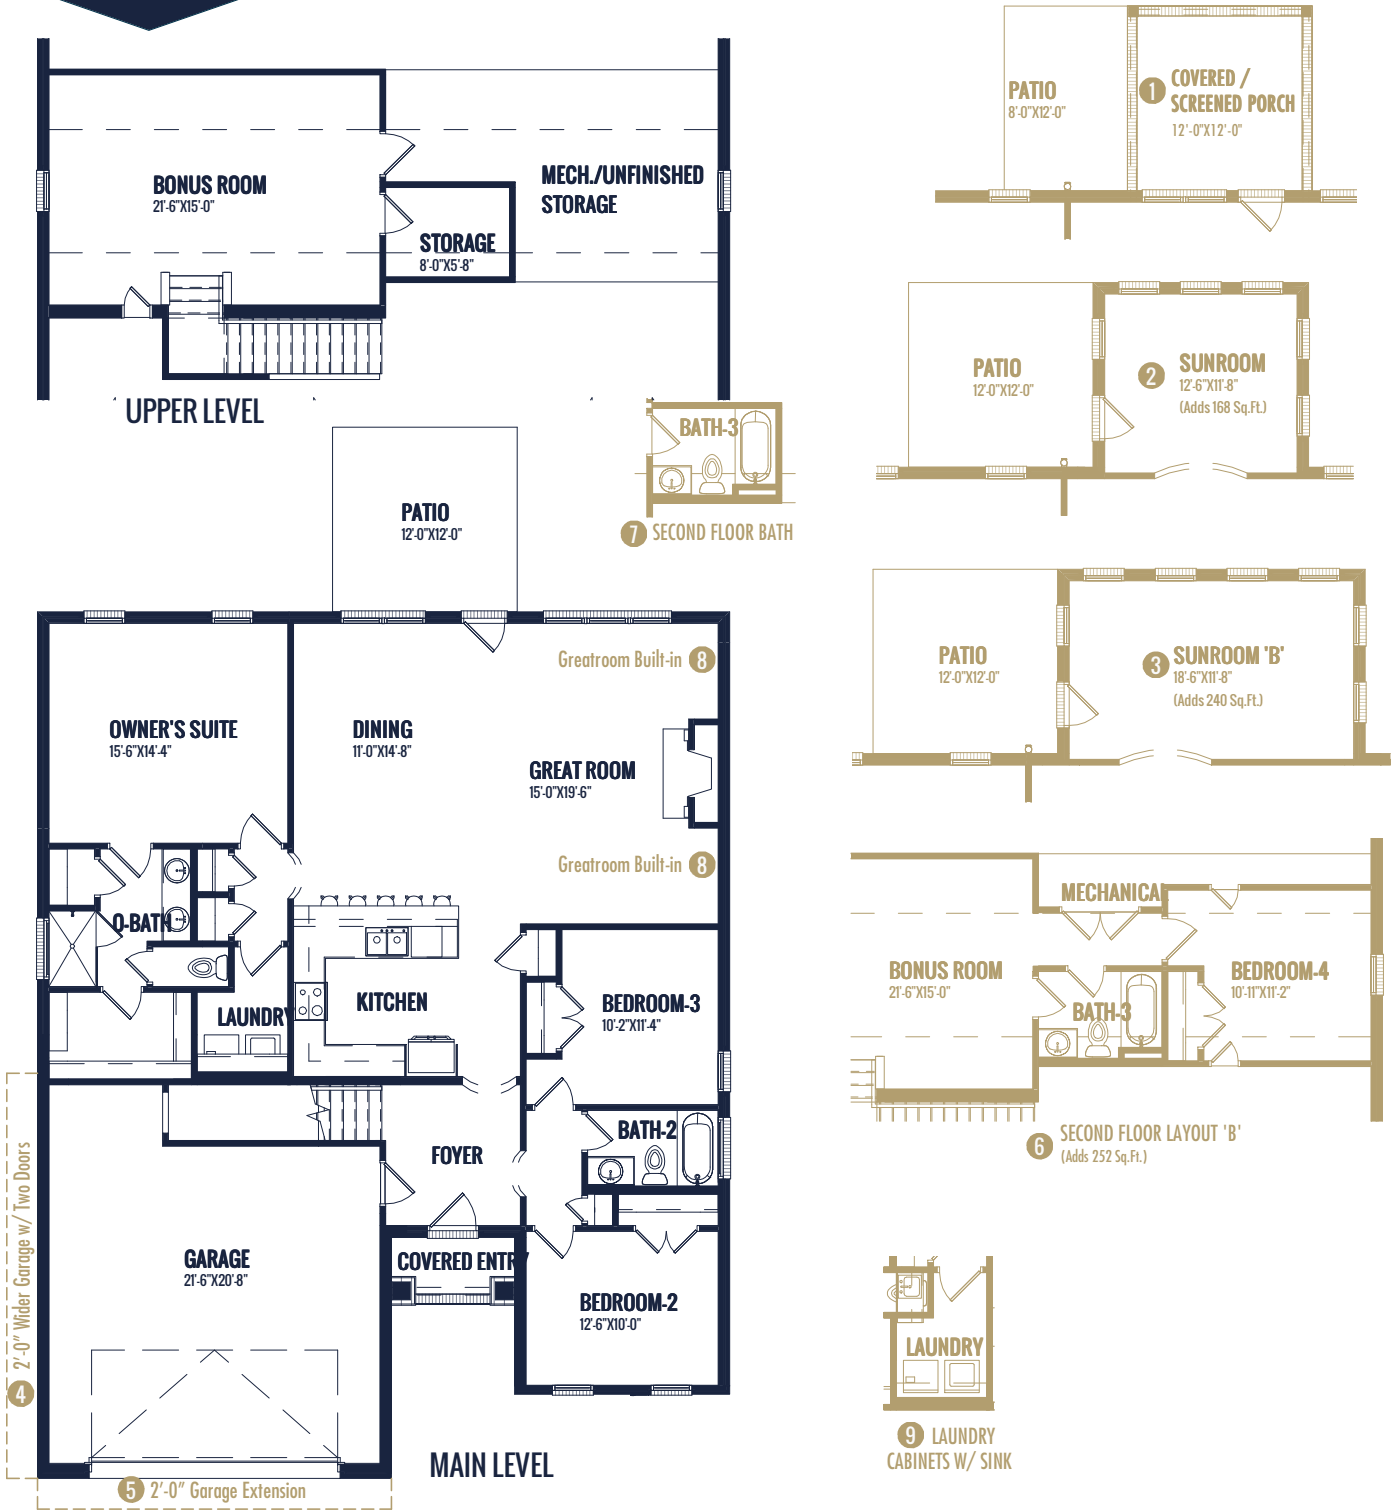 BONUS ROOM
21'-6"X15'-0"
MECH./UNFINISHED
STORAGE
STORAGE
8'-0"X5'-8"
UPPER LEVEL
BATH-3
7 SECOND FLOOR BATH
PATIO
12'-0"X12'-0"
Greatroom Built-in 8
OWNER'S SUITE
15'-6"X14'-4"
DINING
11'-0"X14'-8"
GREAT ROOM
15'-0"X19'-6"
Greatroom Built-in 8
O-BATH
LAUNDRY
KITCHEN
BEDROOM-3
10'-2"X11'-4"
BATH-2
FOYER
GARAGE
21'-6"X20'-8"
COVERED ENTRY
BEDROOM-2
12'-6"X10'-0"
4 2'-0" Wider Garage w/ Two Doors
5 2'-0" Garage Extension
MAIN LEVEL
PATIO
8'-0"X12'-0"
1 COVERED /
SCREENED PORCH
12'-0"X12'-0"
PATIO
12'-0"X12'-0"
2 SUNROOM
12'-6"X11'-8"
(Adds 168 Sq.Ft.)
PATIO
12'-0"X12'-0"
3 SUNROOM 'B'
18'-6"X11'-8"
(Adds 240 Sq.Ft.)
MECHANICAL
BONUS ROOM
21'-6"X15'-0"
BEDROOM-4
10'-11"X11'-2"
BATH-3
6 SECOND FLOOR LAYOUT 'B'
(Adds 252 Sq.Ft.)
LAUNDRY
9 LAUNDRY
CABINETS W/ SINK